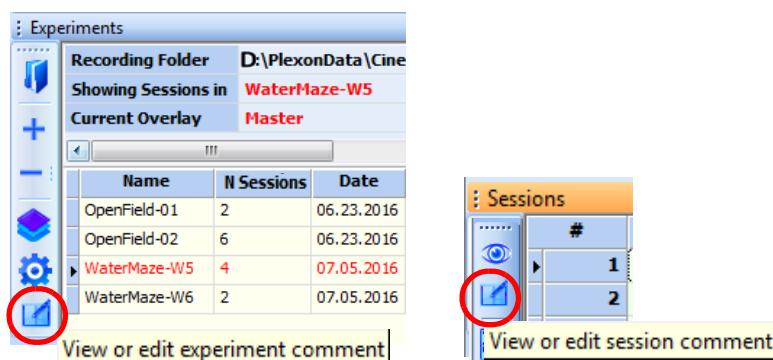 Experiments
Recording Folder D:\PlexonData\Cine
Showing Sessions in WaterMaze-W5
Current Overlay Master
Name N Sessions Date
OpenField-01 2 06.23.2016
OpenField-02 6 06.23.2016
WaterMaze-W5 4 07.05.2016
WaterMaze-W6 2 07.05.2016
View or edit experiment comment
Sessions
#
1
2
View or edit session comment